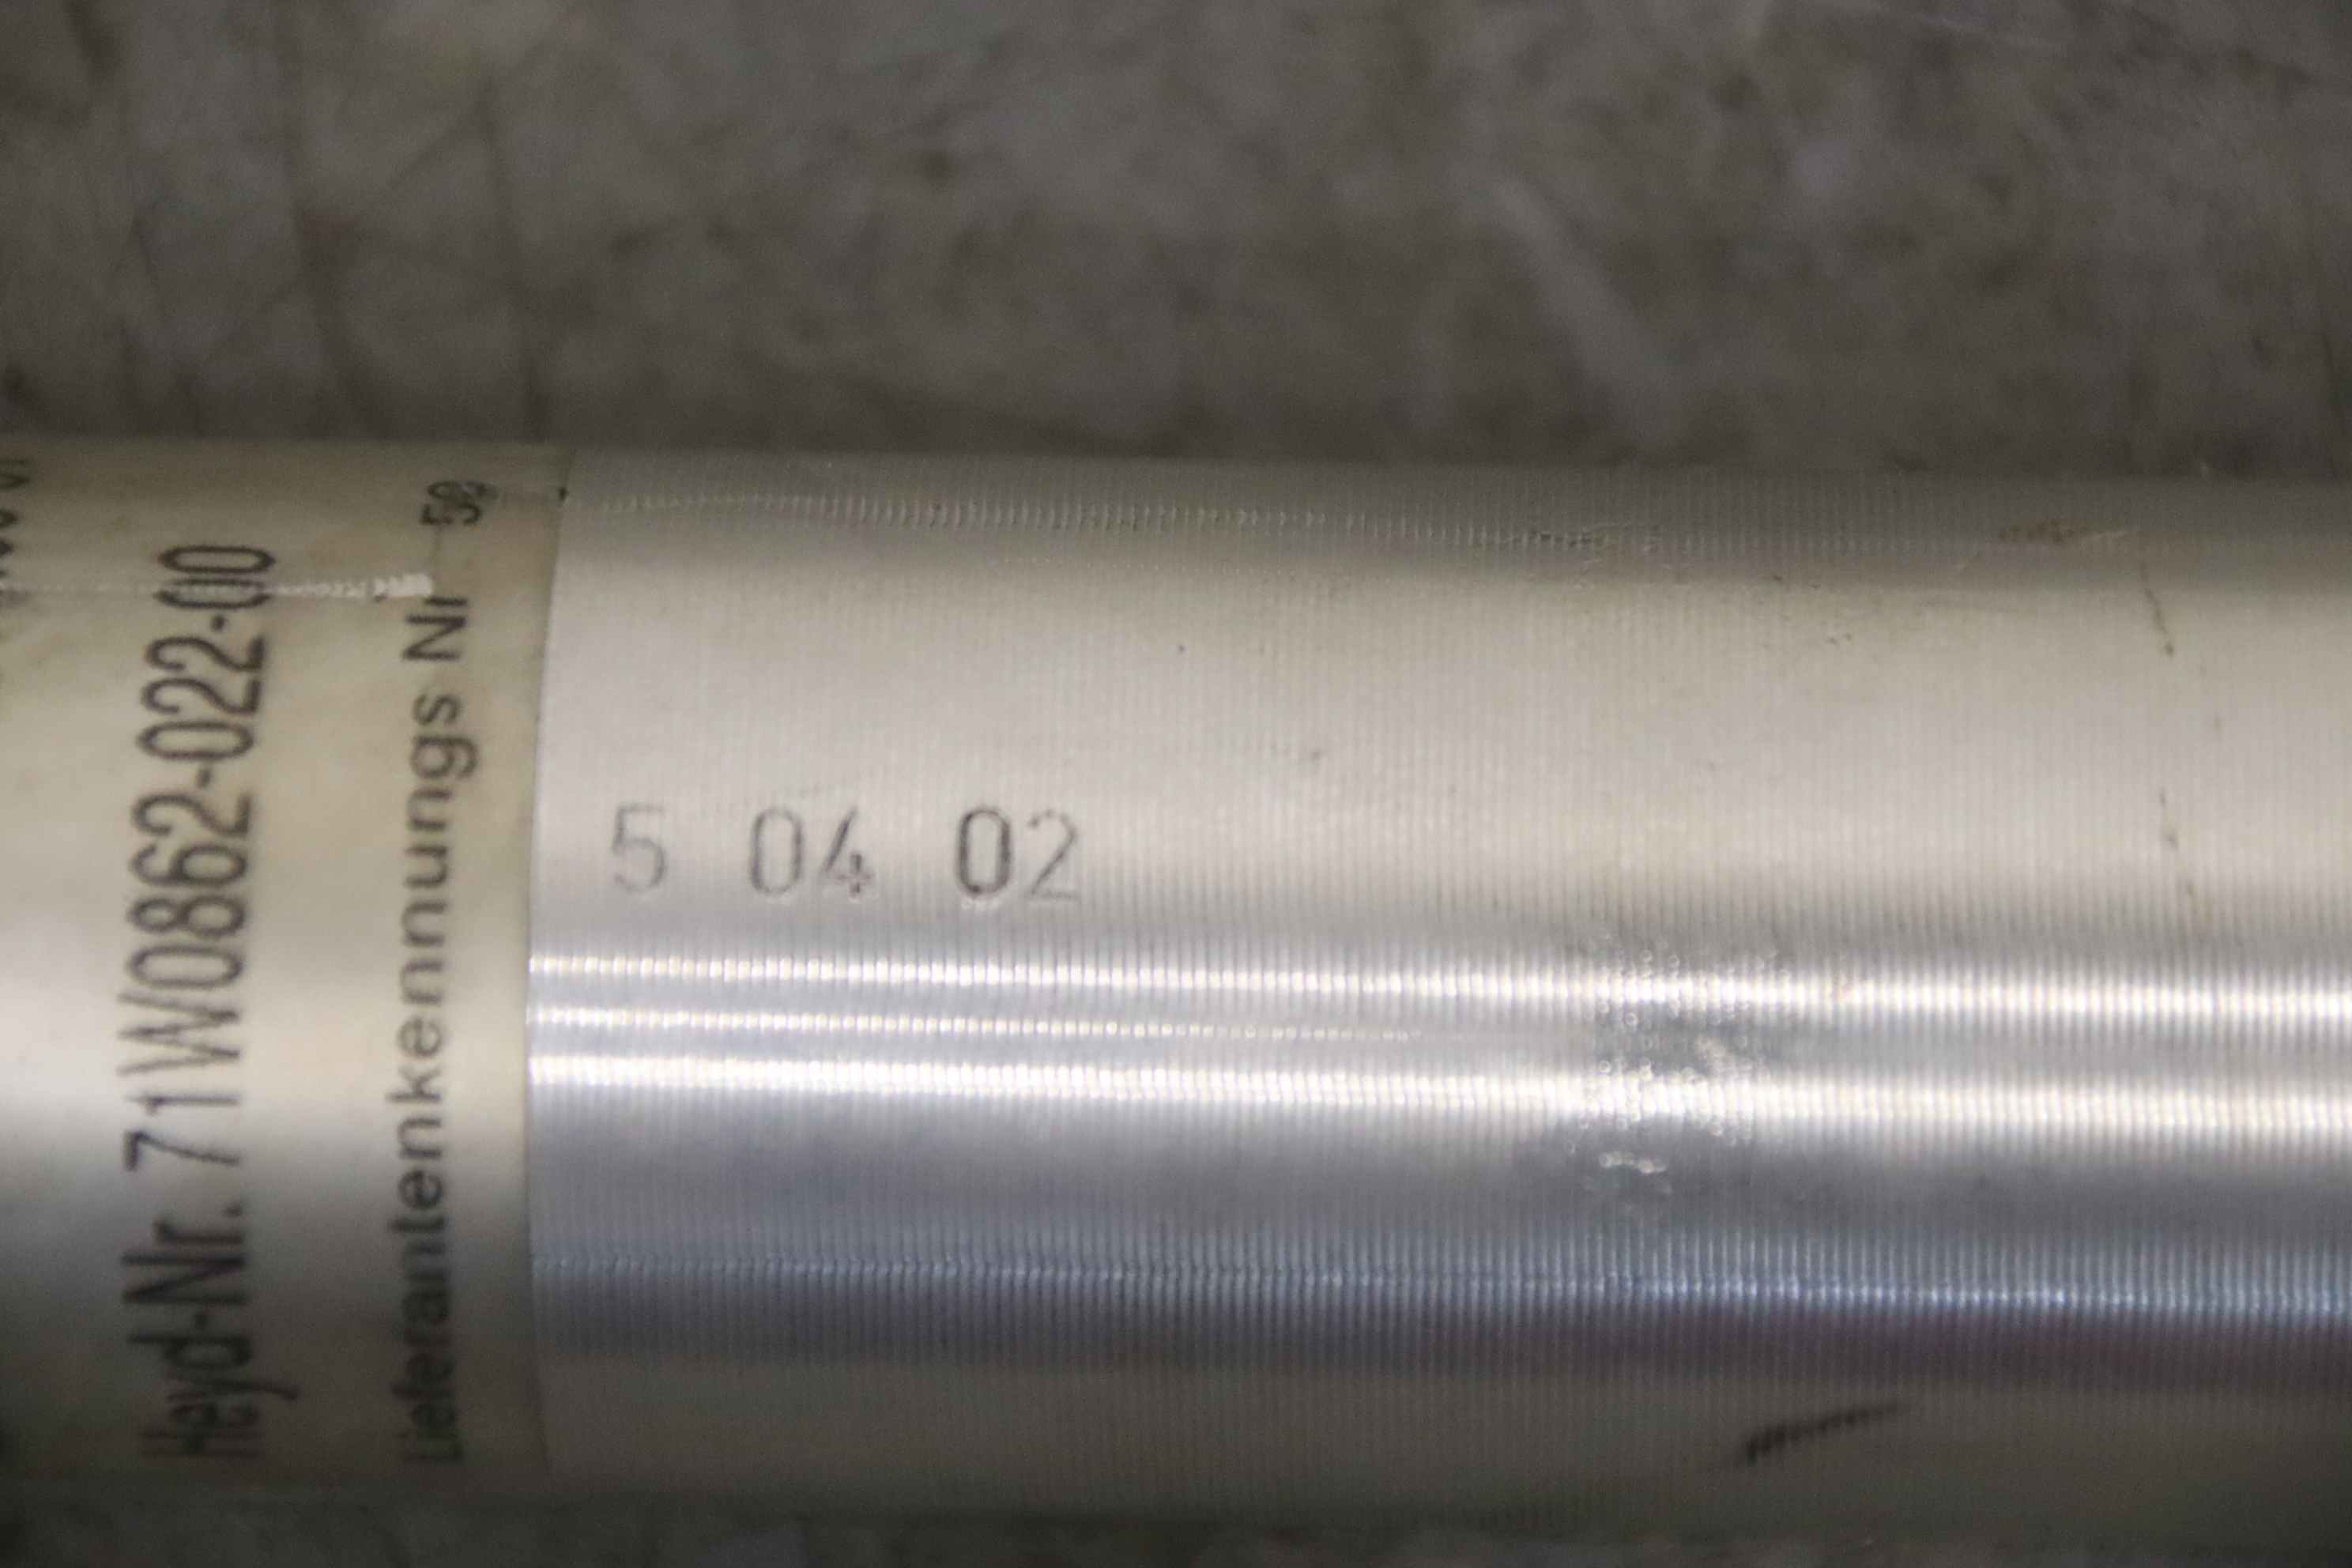 Heyd-Nr. 71W0862-022-00
Lieferantenkennungs Nr
5 04 02